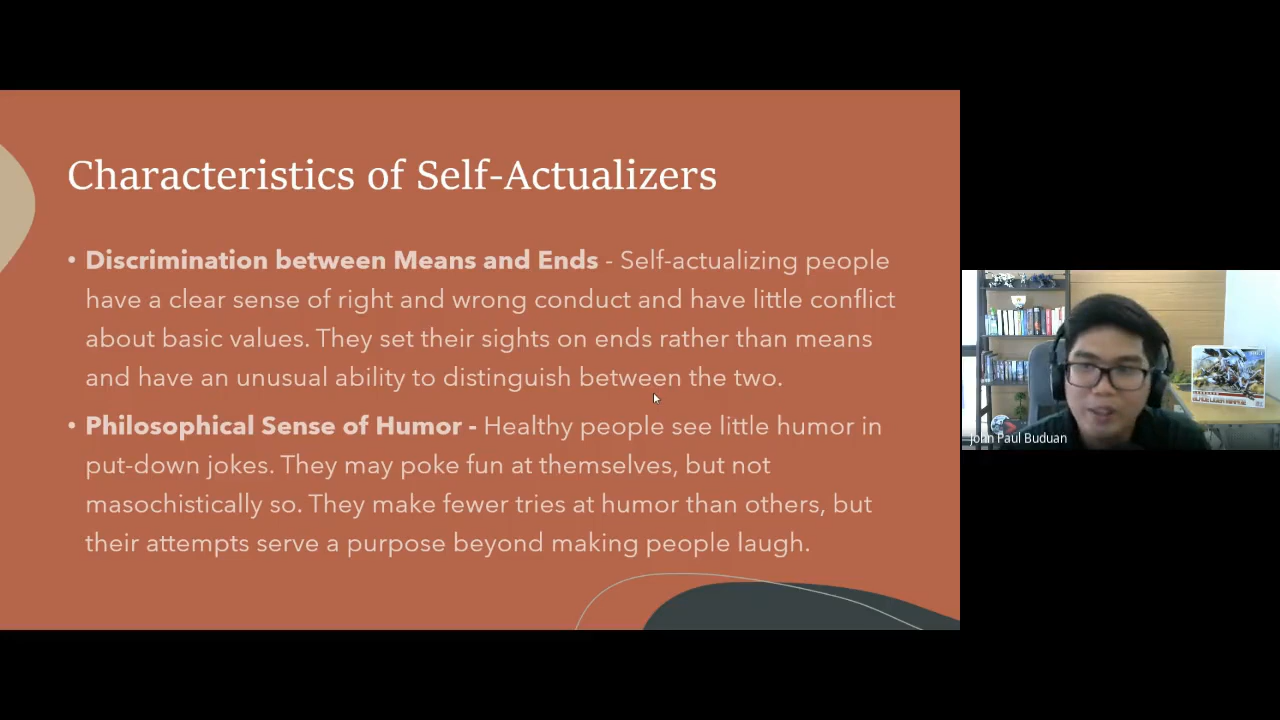 Characteristics of Self-Actualizers
• Discrimination between Means and Ends - Self-actualizing people
have a clear sense of right and wrong conduct and have little conflict
about basic values. They set their sights on ends rather than means
and have an unusual ability to distinguish between the two.
• Philosophical Sense of Humor - Healthy people see little humor in
put-down jokes. They may poke fun at themselves, but not
masochistically so. They make fewer tries at humor than others, but
their attempts serve a purpose beyond making people laugh.
John Paul Buduan